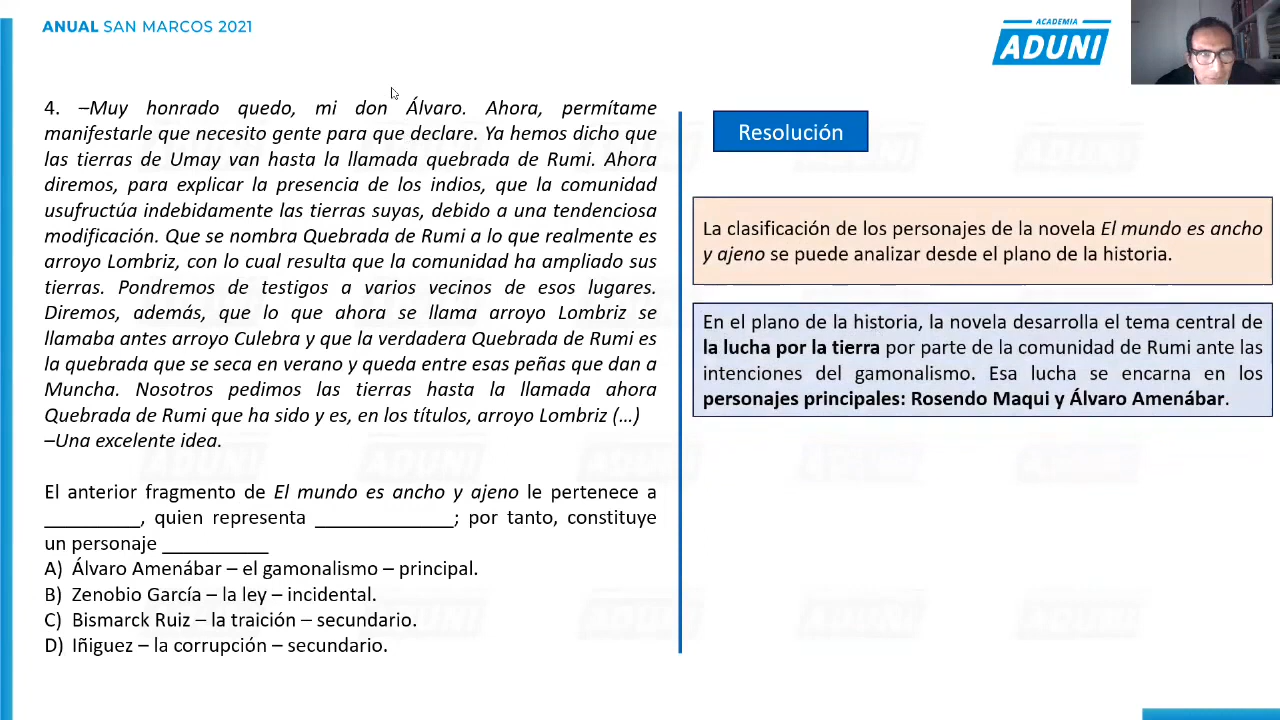 ANUAL SAN MARCOS 2021
ACADEMIA
ADUNI
4. –Muy honrado quedo, mi don Álvaro. Ahora, permítame
manifestarle que necesito gente para que declare. Ya hemos dicho que
las tierras de Umay van hasta la llamada quebrada de Rumi. Ahora
diremos, para explicar la presencia de los indios, que la comunidad
usufructúa indebidamente las tierras suyas, debido a una tendenciosa
modificación. Que se nombra Quebrada de Rumi a lo que realmente es
arroyo Lombriz, con lo cual resulta que la comunidad ha ampliado sus
tierras. Pondremos de testigos a varios vecinos de esos lugares.
Diremos, además, que lo que ahora se llama arroyo Lombriz se
llamaba antes arroyo Culebra y que la verdadera Quebrada de Rumi es
la quebrada que se seca en verano y queda entre esas peñas que dan a
Muncha. Nosotros pedimos las tierras hasta la llamada ahora
Quebrada de Rumi que ha sido y es, en los títulos, arroyo Lombriz (…)
–Una excelente idea.
El anterior fragmento de El mundo es ancho y ajeno le pertenece a
_________, quien representa _____________; por tanto, constituye
un personaje __________
A) Álvaro Amenábar – el gamonalismo – principal.
B) Zenobio García – la ley – incidental.
C) Bismarck Ruiz – la traición – secundario.
D) Iñiguez – la corrupción – secundario.
Resolución
La clasificación de los personajes de la novela El mundo es ancho
y ajeno se puede analizar desde el plano de la historia.
En el plano de la historia, la novela desarrolla el tema central de
la lucha por la tierra por parte de la comunidad de Rumi ante las
intenciones del gamonalismo. Esa lucha se encarna en los
personajes principales: Rosendo Maqui y Álvaro Amenábar.